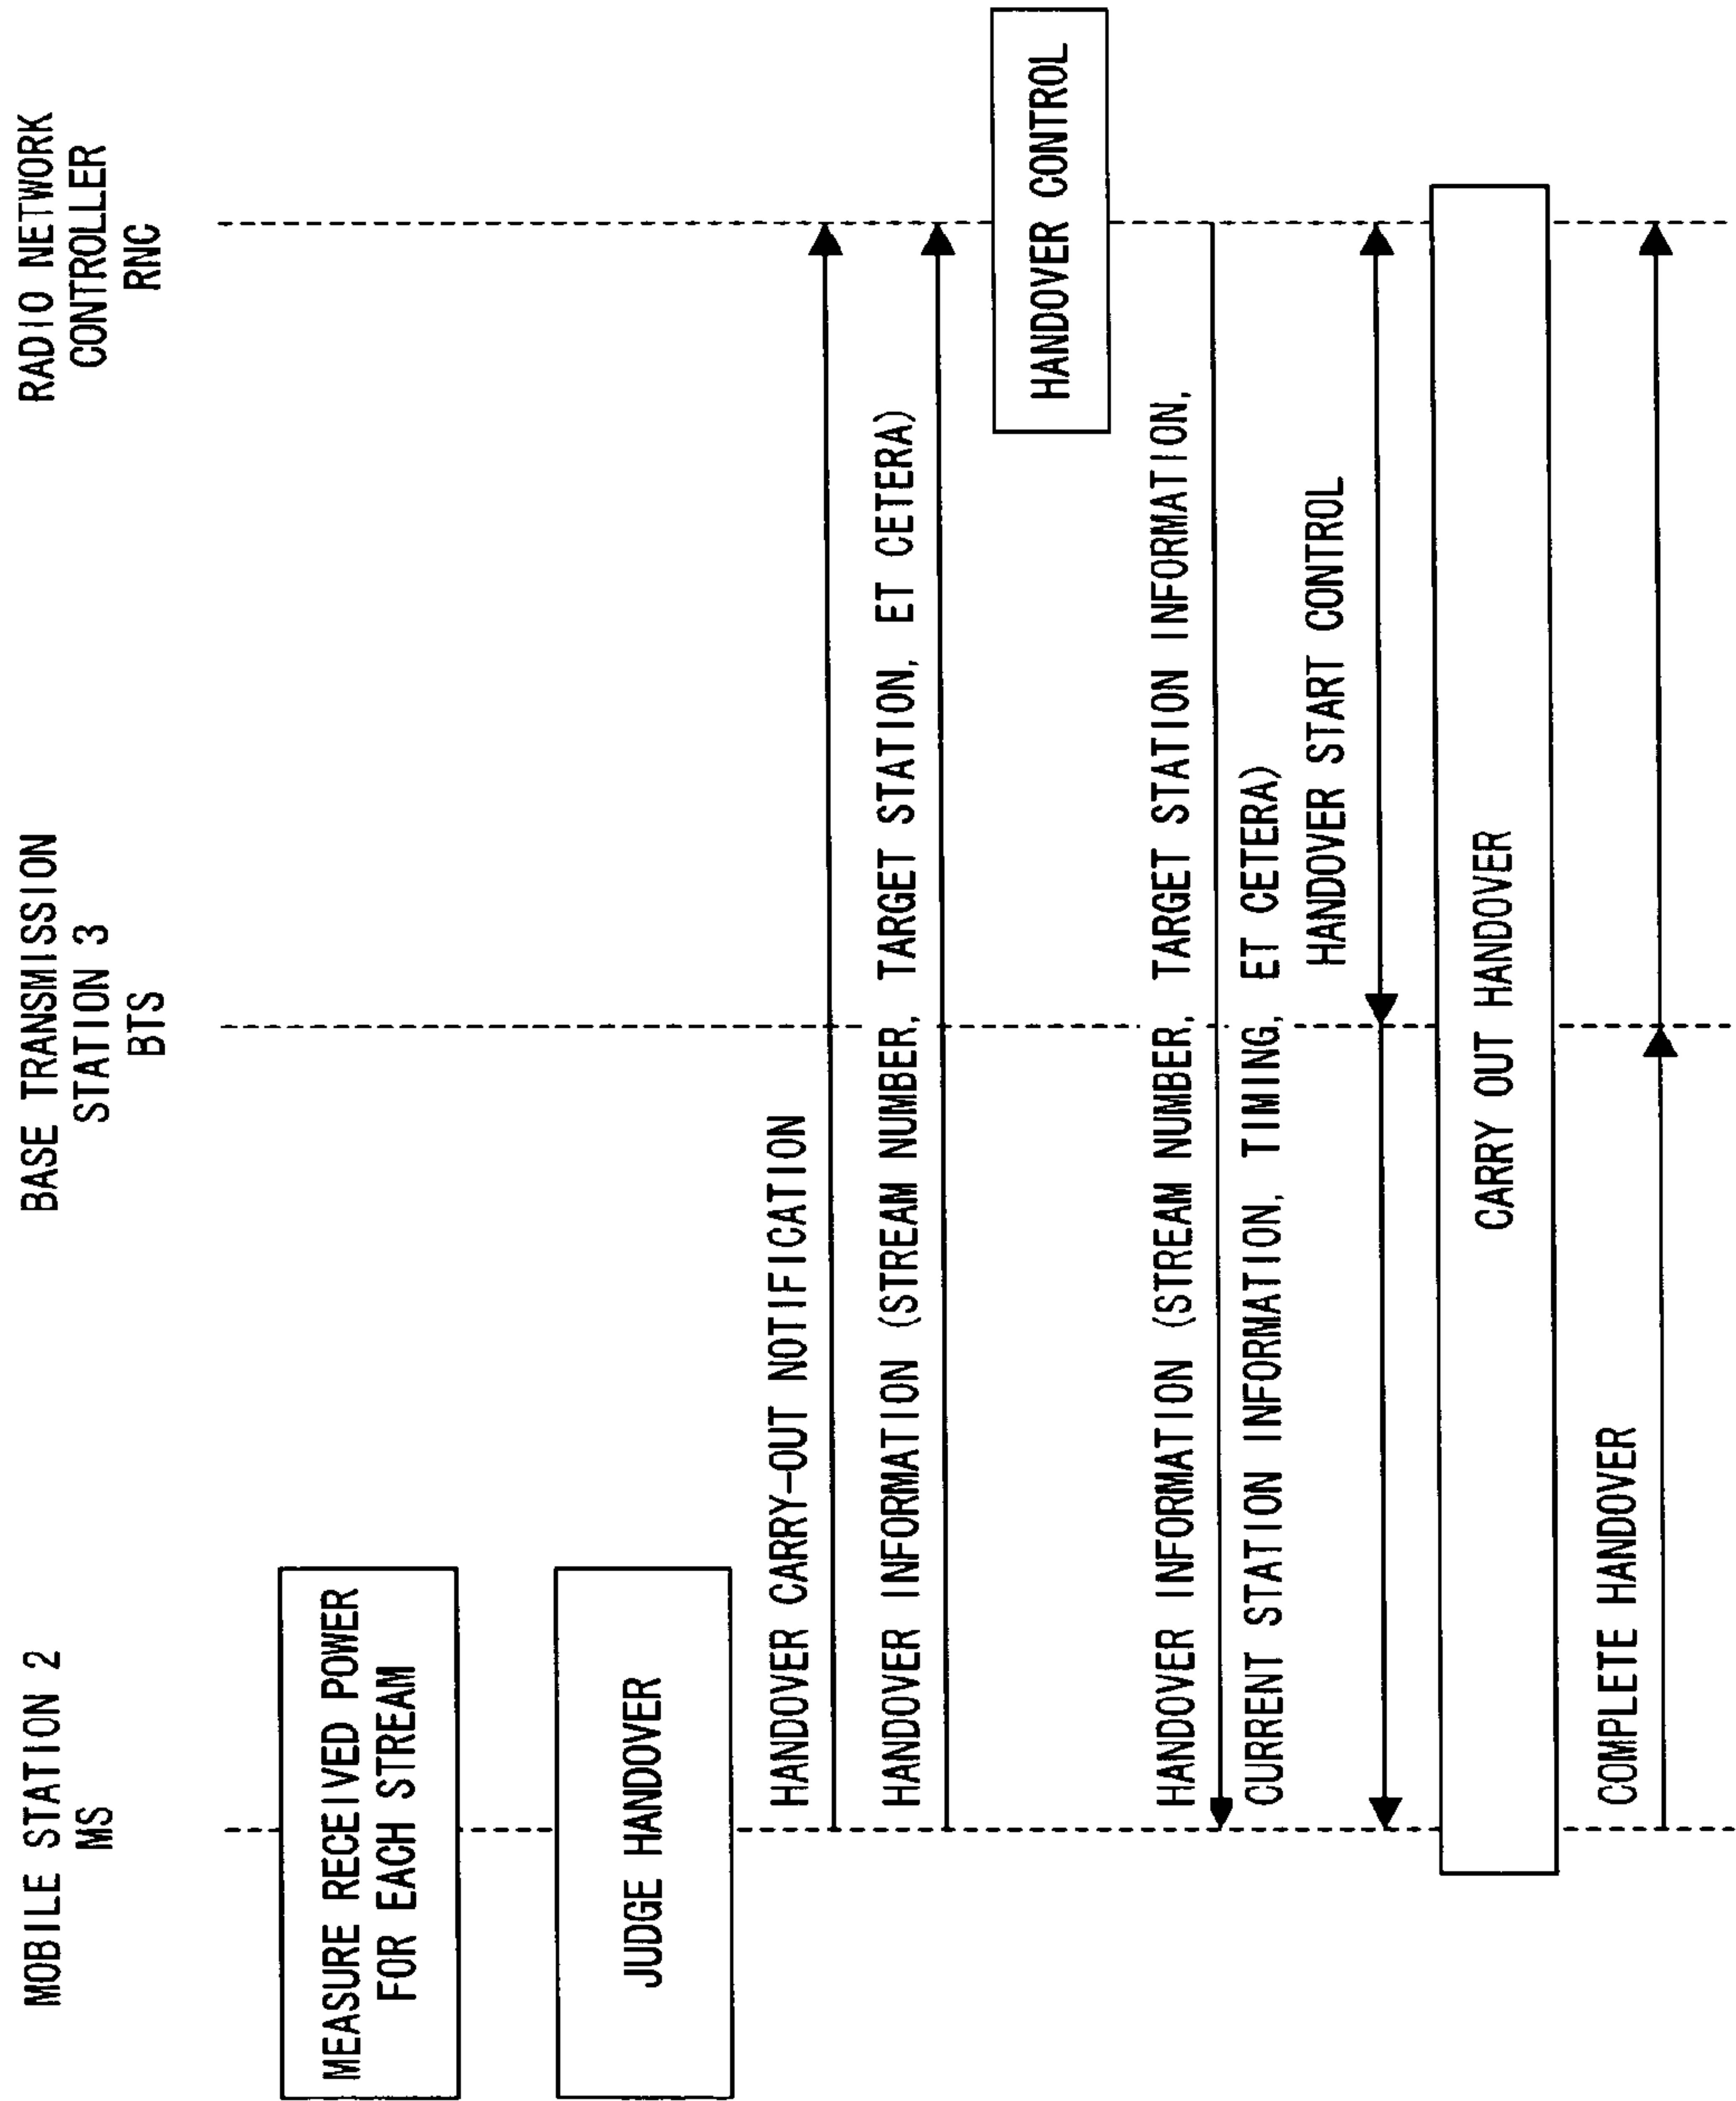 MOBILE STATION 2
MS
BASE TRANSMISSION
STATION 3
BTS
RADIO NETWORK
CONTROLLER
RNC
MEASURE RECEIVED POWER
FOR EACH STREAM
JUDGE HANDOVER
HANDOVER CARRY-OUT NOTIFICATION
HANDOVER INFORMATION (STREAM NUMBER, TARGET STATION, ET CETERA)
HANDOVER CONTROL
HANDOVER INFORMATION (STREAM NUMBER, TARGET STATION INFORMATION,
CURRENT STATION INFORMATION, TIMING, ET CETERA)
HANDOVER START CONTROL
CARRY OUT HANDOVER
COMPLETE HANDOVER